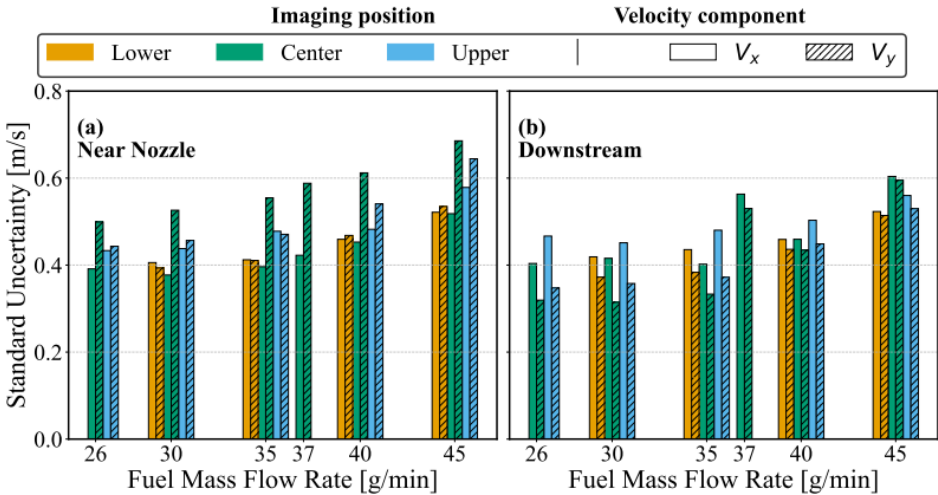 Imaging position Velocity component
Lower Center Upper | Vx Vy
Standard Uncertainty [m/s]
0.8
0.6
0.4
0.2
0.0
(a)
Near Nozzle
26 30 35 37 40 45
Fuel Mass Flow Rate [g/min]
(b)
Downstream
26 30 35 37 40 45
Fuel Mass Flow Rate [g/min]